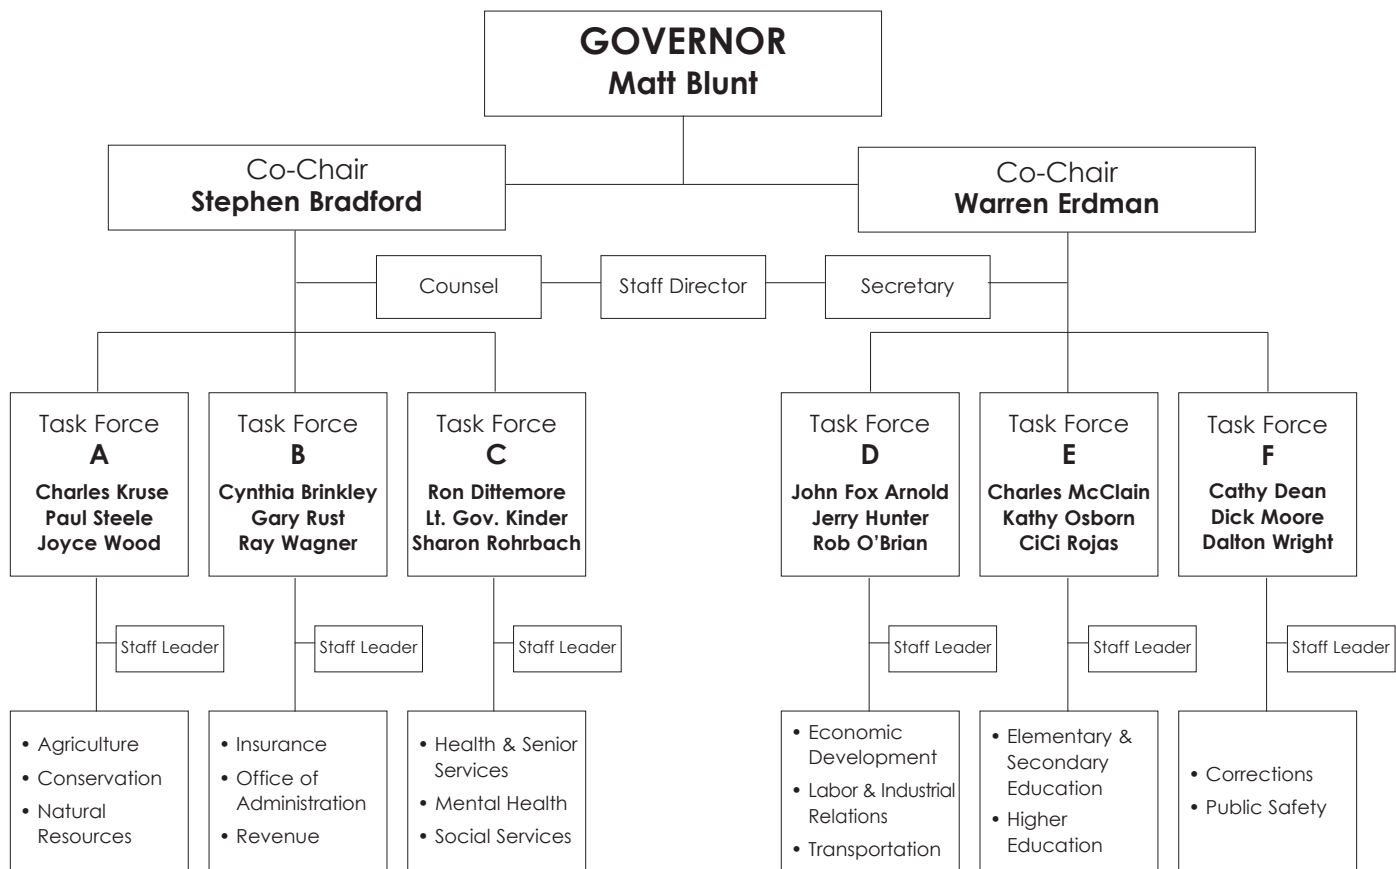 GOVERNOR
Matt Blunt
Co-Chair
Stephen Bradford
Co-Chair
Warren Erdman
Counsel
Staff Director
Secretary
Task Force
A
Charles Kruse
Paul Steele
Joyce Wood
Task Force
B
Cynthia Brinkley
Gary Rust
Ray Wagner
Task Force
C
Ron Dittemore
Lt. Gov. Kinder
Sharon Rohrbach
Task Force
D
John Fox Arnold
Jerry Hunter
Rob O'Brian
Task Force
E
Charles McClain
Kathy Osborn
CiCi Rojas
Task Force
F
Cathy Dean
Dick Moore
Dalton Wright
Staff Leader
Staff Leader
Staff Leader
Staff Leader
Staff Leader
Staff Leader
• Agriculture
• Conservation
• Natural
Resources
• Insurance
• Office of
Administration
• Revenue
• Health & Senior
Services
• Mental Health
• Social Services
• Economic
Development
• Labor & Industrial
Relations
• Transportation
• Elementary &
Secondary
Education
• Higher
Education
• Corrections
• Public Safety